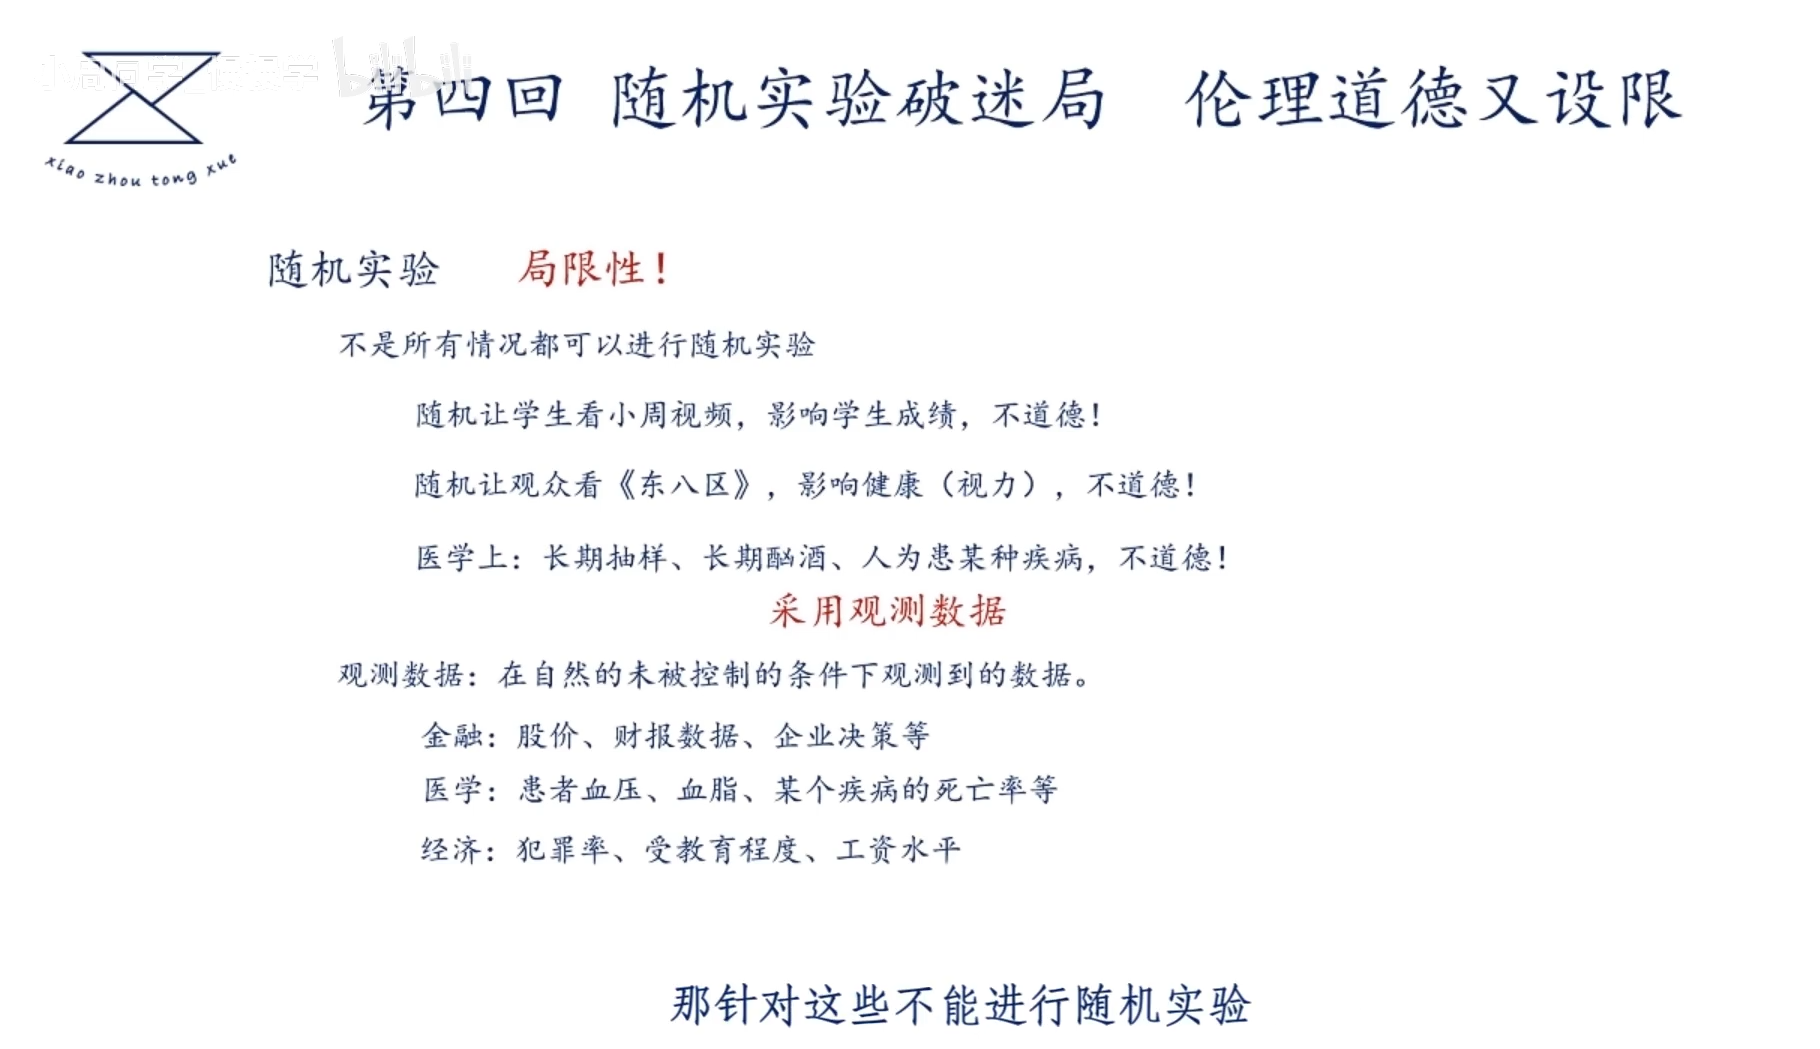 小周同学_慢慢学 bilibili
第四回 随机实验破迷局 伦理道德又设限
xiao zhou tong xue
随机实验 局限性！
不是所有情况都可以进行随机实验
随机让学生看小周视频，影响学生成绩，不道德！
随机让观众看《东八区》，影响健康（视力），不道德！
医学上：长期抽样、长期酗酒、人为患某种疾病，不道德！
采用观测数据
观测数据：在自然的未被控制的条件下观测到的数据。
金融：股价、财报数据、企业决策等
医学：患者血压、血脂、某个疾病的死亡率等
经济：犯罪率、受教育程度、工资水平
那针对这些不能进行随机实验